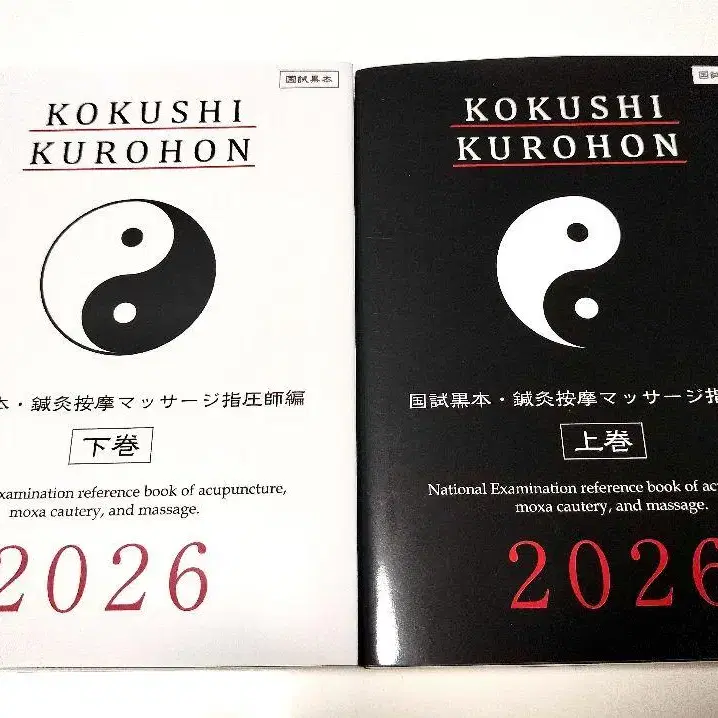 国試黒本
KOKUSHI
KUROHON
本・鍼灸按摩マッサージ指圧師編
下巻
xamination reference book of acupuncture,
moxa cautery, and massage.
2026
国試
KOKUSHI
KUROHON
国試黒本・鍼灸按摩マッサージ指
上巻
National Examination reference book of ac
moxa cautery, and massage.
2026